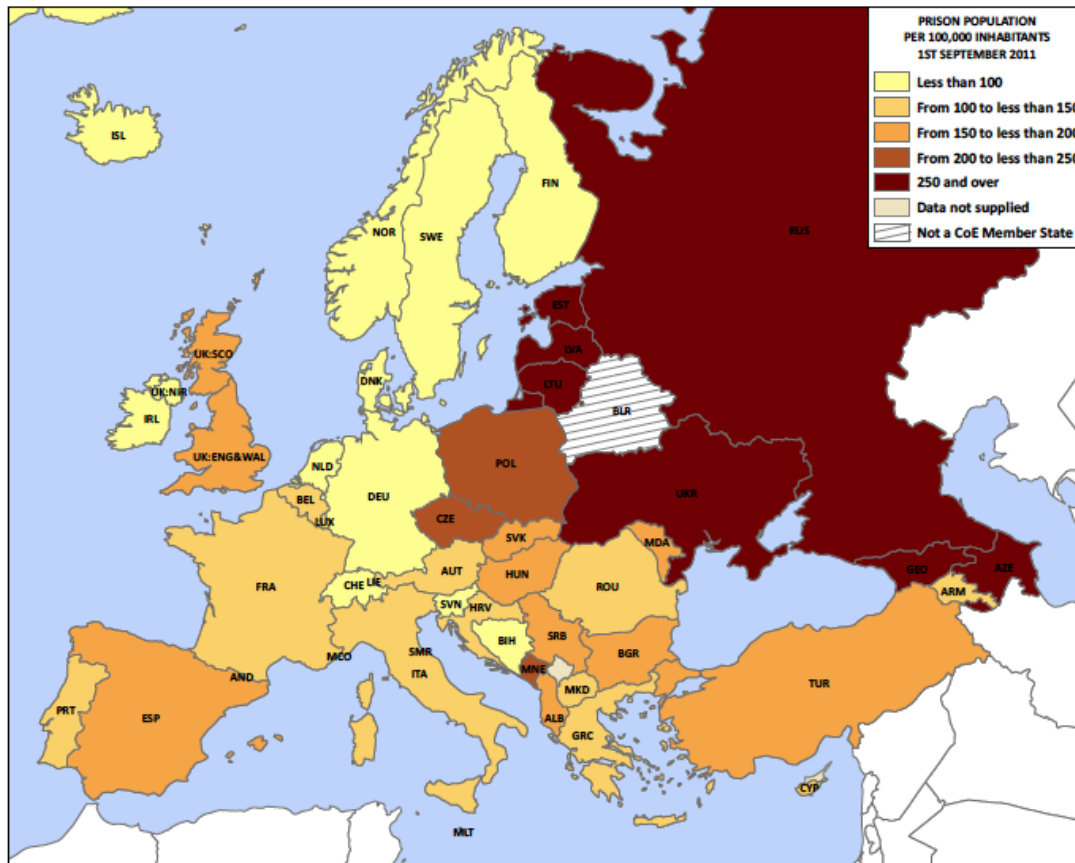 PRISON POPULATION
PER 100,000 INHABITANTS
1ST SEPTEMBER 2011
Less than 100
From 100 to less than 150
From 150 to less than 200
From 200 to less than 250
250 and over
Data not supplied
Not a CoE Member State
ISL
FIN
NOR
SWE
RUS
EST
LVA
LTU
UK:SCO
DNK
UK:NIR
IRL
BLR
UK:ENG&WAL
NLD
POL
DEU
BEL
UKR
LUX
CZE
SVK
MDA
AUT
HUN
FRA
CHE
LIE
ROU
GEO
AZE
SVN
HRV
ARM
BIH
SRB
MCO
SMR
BGR
ITA
MNE
AND
MKD
TUR
PRT
ESP
ALB
GRC
CYP
MLT